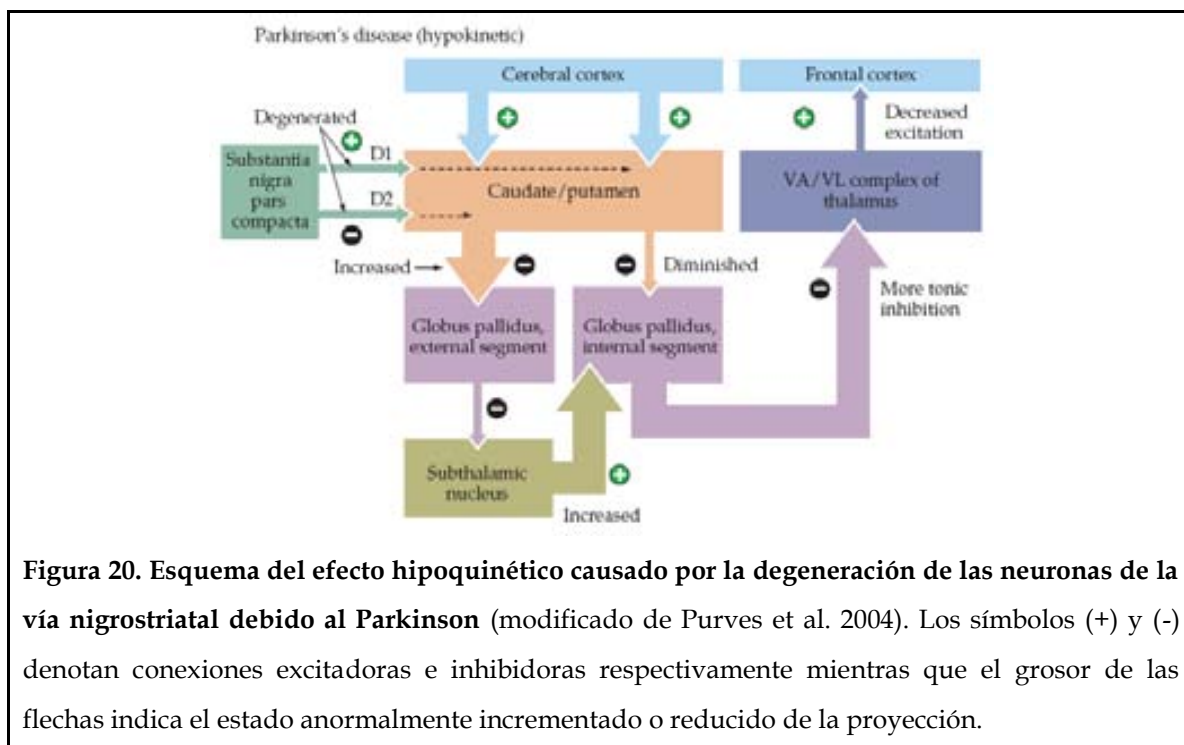 Parkinson's disease (hypokinetic)
Cerebral cortex
Frontal cortex
Degenerated
+
+
+
+
Decreased
excitation
Substantia
nigra
pars
compacta
D1
D2
Caudate/putamen
VA/VL complex of
thalamus
-
Increased
-
-
Diminished
-
More tonic
inhibition
Globus pallidus,
external segment
Globus pallidus,
internal segment
-
Subthalamic
nucleus
+
Increased
Figura 20. Esquema del efecto hipoquinético causado por la degeneración de las neuronas de la
vía nigrostriatal debido al Parkinson (modificado de Purves et al. 2004). Los símbolos (+) y (-)
denotan conexiones excitadoras e inhibidoras respectivamente mientras que el grosor de las
flechas indica el estado anormalmente incrementado o reducido de la proyección.